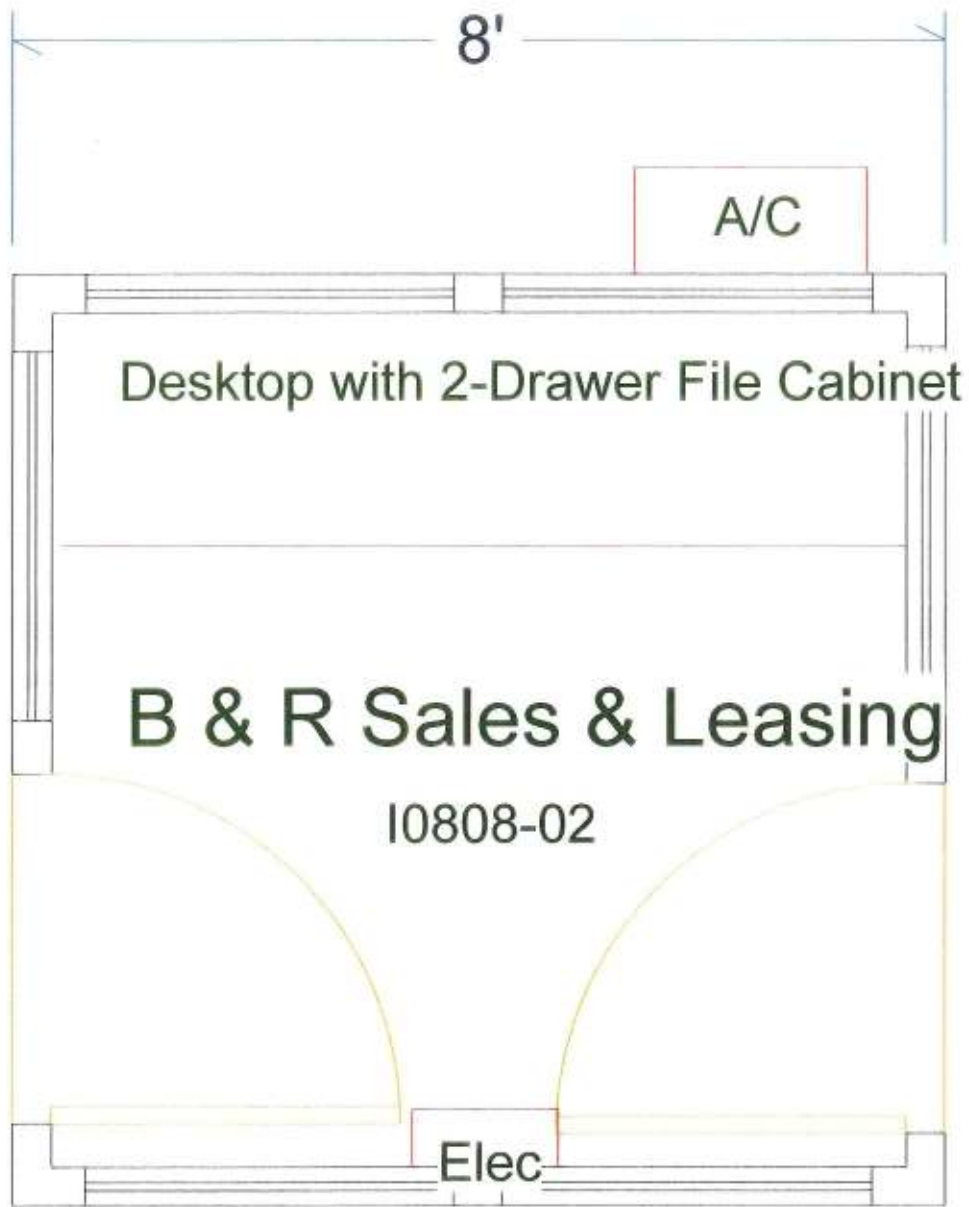 8'
A/C
Desktop with 2-Drawer File Cabinet
B & R Sales & Leasing
I0808-02
Elec